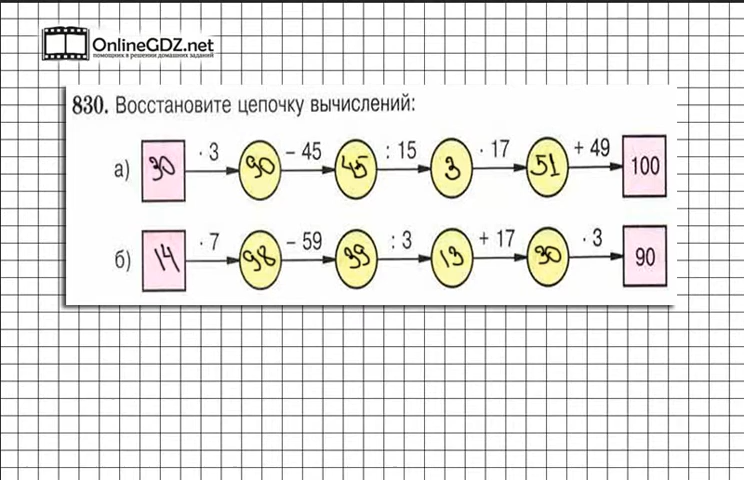 OnlineGDZ.net
помощник в решении домашних заданий
830. Восстановите цепочку вычислений:
а) 30 · 3 90 – 45 45 : 15 3 · 17 51 + 49 100
б) 14 · 7 98 – 59 39 : 3 13 + 17 30 · 3 90